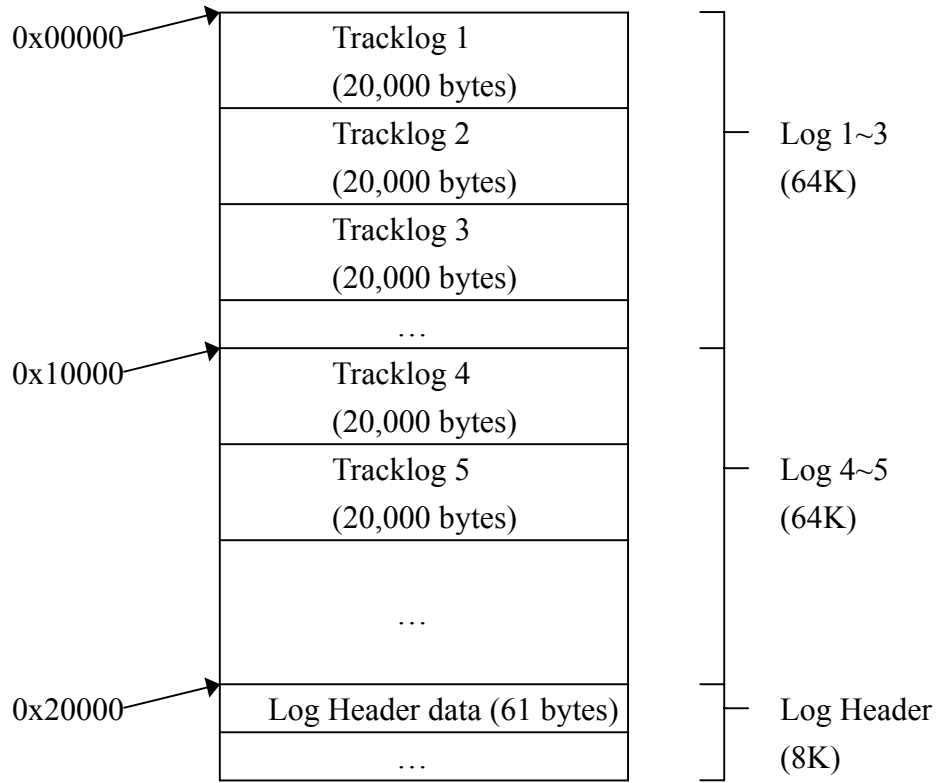 0x00000
Tracklog 1
(20,000 bytes)
Tracklog 2
(20,000 bytes)
Log 1~3
(64K)
Tracklog 3
(20,000 bytes)
…
0x10000
Tracklog 4
(20,000 bytes)
Tracklog 5
(20,000 bytes)
Log 4~5
(64K)
…
0x20000
Log Header data (61 bytes)
Log Header
(8K)
…